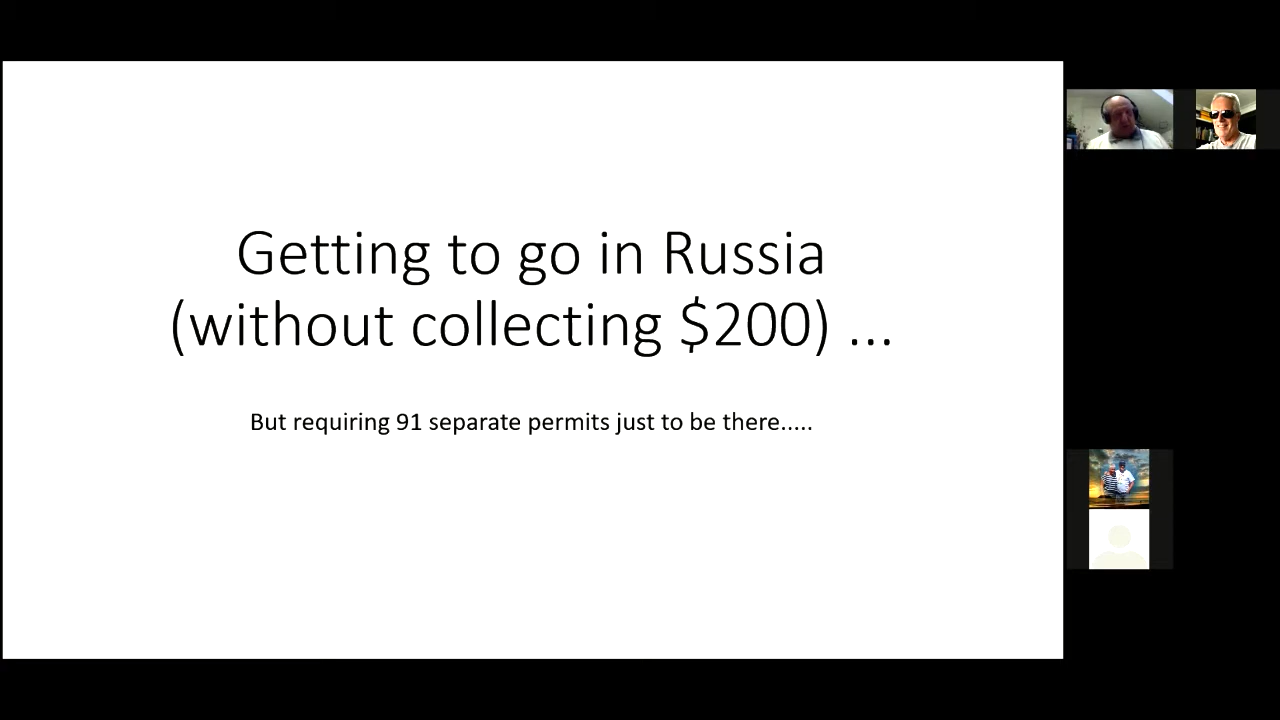 Getting to go in Russia
(without collecting $200) ...
But requiring 91 separate permits just to be there.....